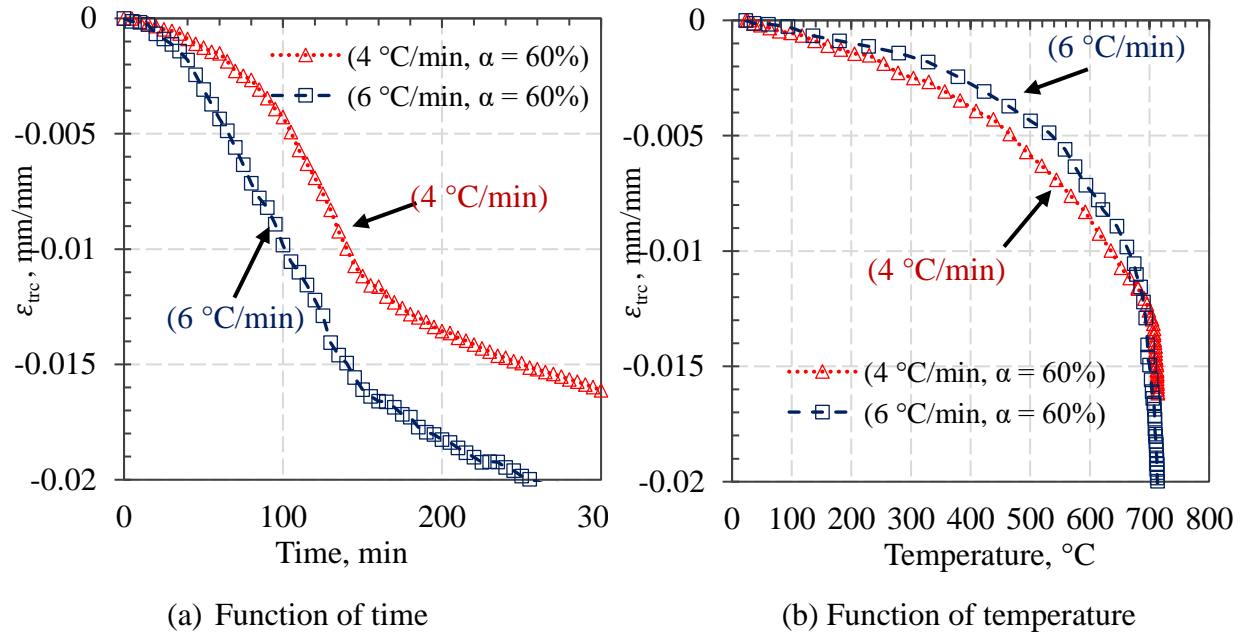 0
-0.005
-0.01
-0.015
-0.02
ε_trc, mm/mm
(4 °C/min, α = 60%)
(6 °C/min, α = 60%)
(4 °C/min)
(6 °C/min)
0 100 200 30
Time, min
(a) Function of time
0
-0.005
-0.01
-0.015
-0.02
ε_trc, mm/mm
(6 °C/min)
(4 °C/min)
(4 °C/min, α = 60%)
(6 °C/min, α = 60%)
0 100 200 300 400 500 600 700 800
Temperature, °C
(b) Function of temperature